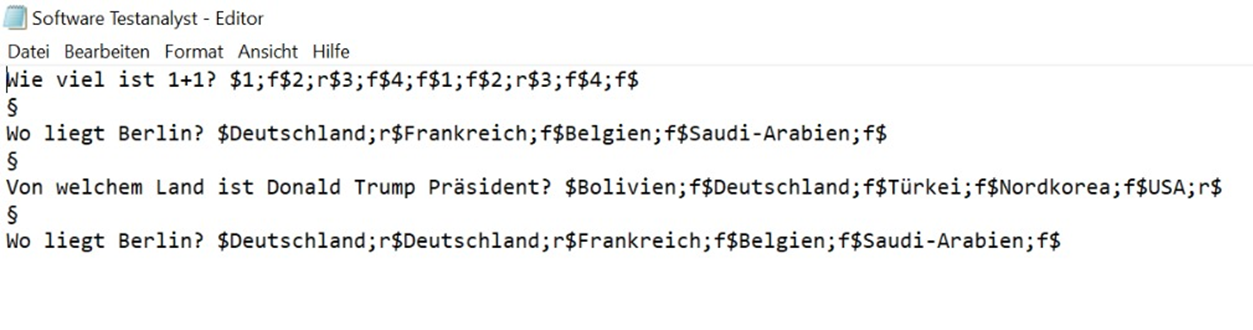 Software Testanalyst - Editor
Datei Bearbeiten Format Ansicht Hilfe
Wie viel ist 1+1? $1;f$2;r$3;f$4;f$1;f$2;r$3;f$4;f$
§
Wo liegt Berlin? $Deutschland;r$Frankreich;f$Belgien;f$Saudi-Arabien;f$
§
Von welchem Land ist Donald Trump Präsident? $Bolivien;f$Deutschland;f$Türkei;f$Nordkorea;f$USA;r$
§
Wo liegt Berlin? $Deutschland;r$Deutschland;r$Frankreich;f$Belgien;f$Saudi-Arabien;f$